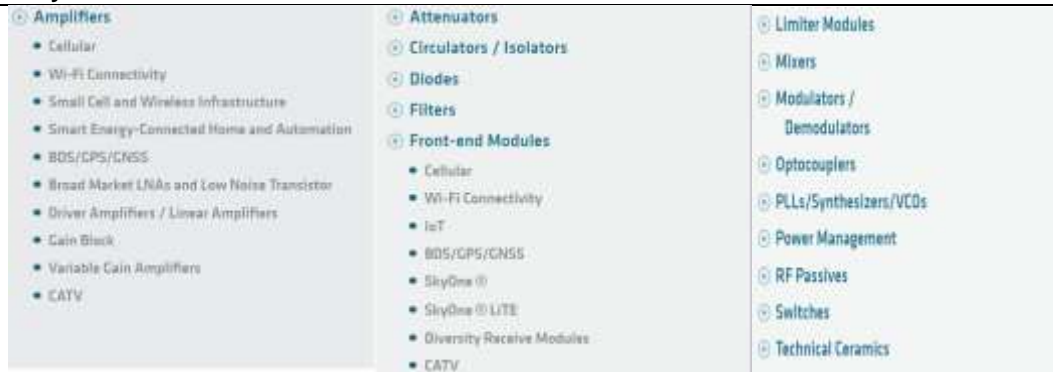 Amplifiers
Cellular
Wi-Fi Connectivity
Small Cell and Wireless Infrastructure
Smart Energy-Connected Home and Automation
BDS/GPS/GNSS
Broad Market LNAs and Low Noise Transistor
Driver Amplifiers / Linear Amplifiers
Gain Block
Variable Gain Amplifiers
CATV
Attenuators
Circulators / Isolators
Diodes
Filters
Front-end Modules
Cellular
Wi-Fi Connectivity
IoT
BDS/GPS/GNSS
SkyOne ®
SkyOne ® LiTE
Diversity Receive Modules
CATV
Limiter Modules
Mixers
Modulators /
Demodulators
Optocouplers
PLLs/Synthesizers/VCOs
Power Management
RF Passives
Switches
Technical Ceramics